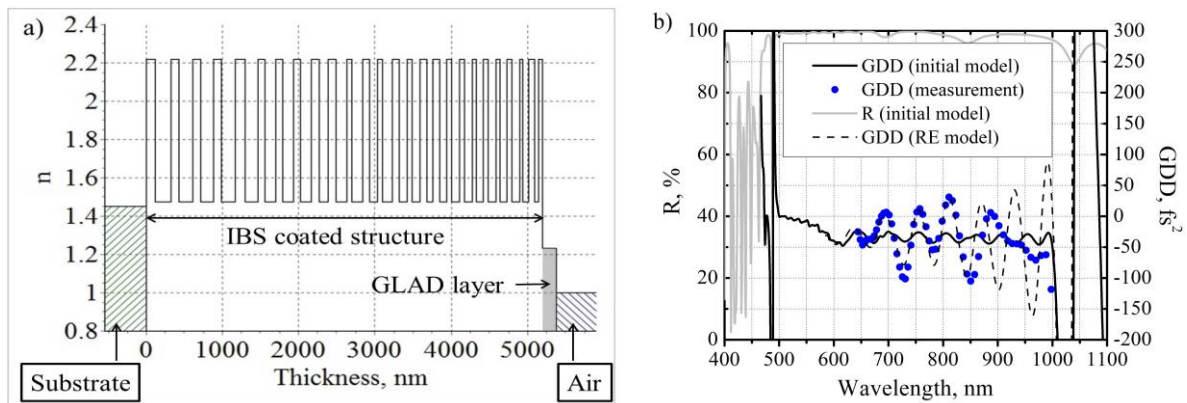 a)
2.4
2.2
2
1.8
1.6
1.4
1.2
1
0.8
n
IBS coated structure
GLAD layer
0 1000 2000 3000 4000 5000
Thickness, nm
Substrate
Air
b)
100
80
60
40
20
0
R, %
GDD (initial model)
GDD (measurement)
R (initial model)
GDD (RE model)
300
250
200
150
100
50
0
-50
-100
-150
-200
GDD, fs²
400 500 600 700 800 900 1000 1100
Wavelength, nm